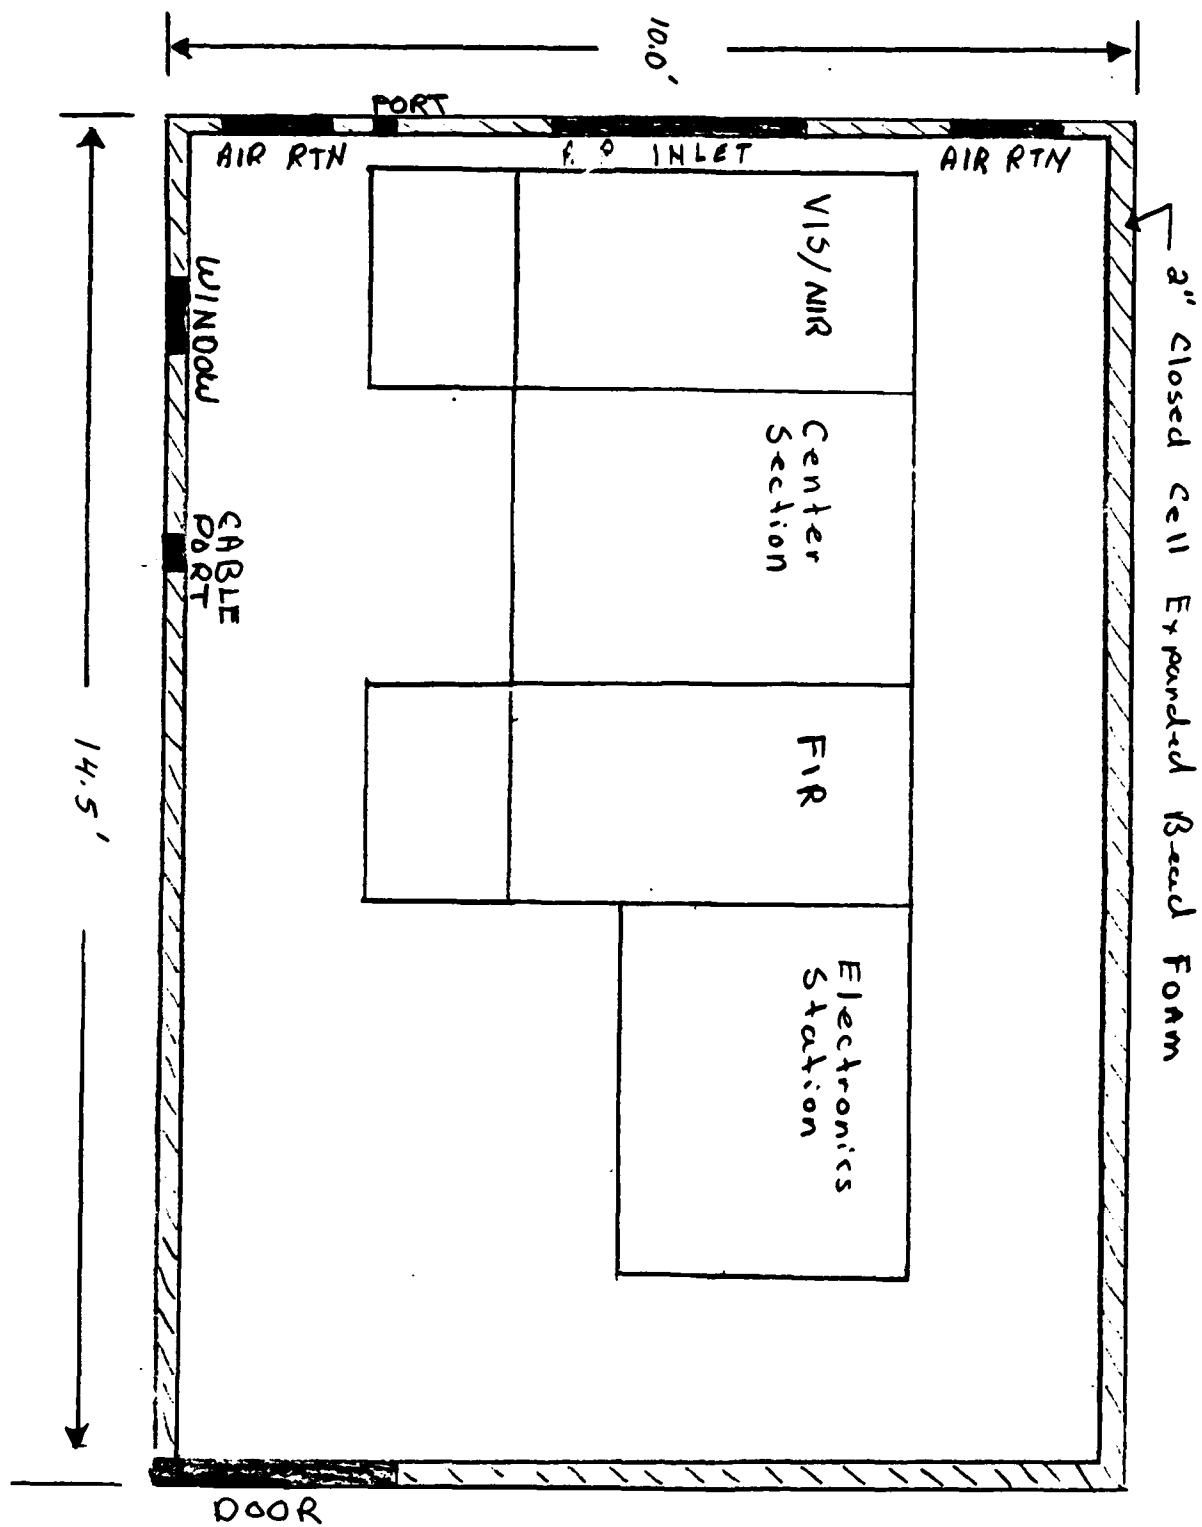 10.0'
PORT
AIR RTN
INLET
AIR RTN
2" Closed Cell Expanded Bead Foam
VIS/NIR
WINDOW
Center
Section
CABLE
PORT
14.5'
FIR
Electronics
Station
DOOR